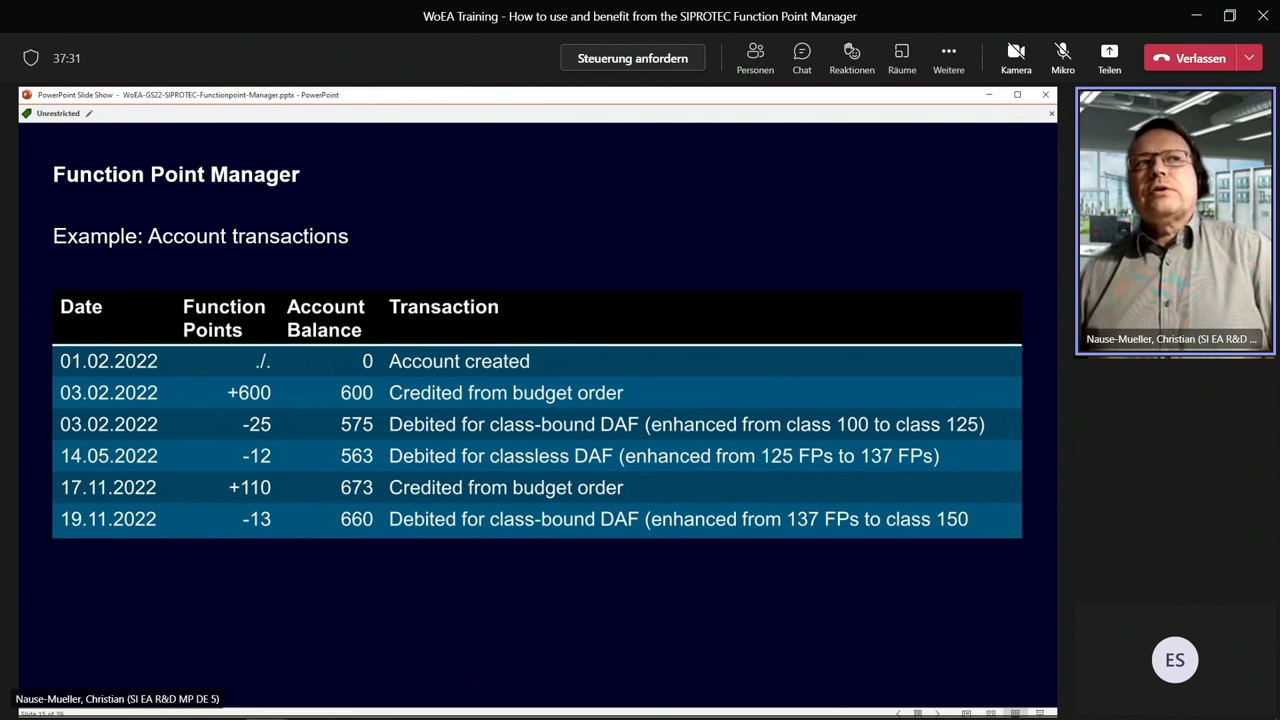 WoEA Training - How to use and benefit from the SIPROTEC Function Point Manager
37:31
Steuerung anfordern
Personen
Chat
Reaktionen
Räume
Weitere
Kamera
Mikro
Teilen
Verlassen
PowerPoint Slide Show - WoEA-GS22-SIPROTEC-Functionpoint-Manager.pptx - PowerPoint
Unrestricted
Function Point Manager
Example: Account transactions
Date Function Points Account Balance Transaction
01.02.2022 ./. 0 Account created
03.02.2022 +600 600 Credited from budget order
03.02.2022 -25 575 Debited for class-bound DAF (enhanced from class 100 to class 125)
14.05.2022 -12 563 Debited for classless DAF (enhanced from 125 FPs to 137 FPs)
17.11.2022 +110 673 Credited from budget order
19.11.2022 -13 660 Debited for class-bound DAF (enhanced from 137 FPs to class 150
Nause-Mueller, Christian (SI EA R&D ...
ES
Nause-Mueller, Christian (SI EA R&D MP DE 5)